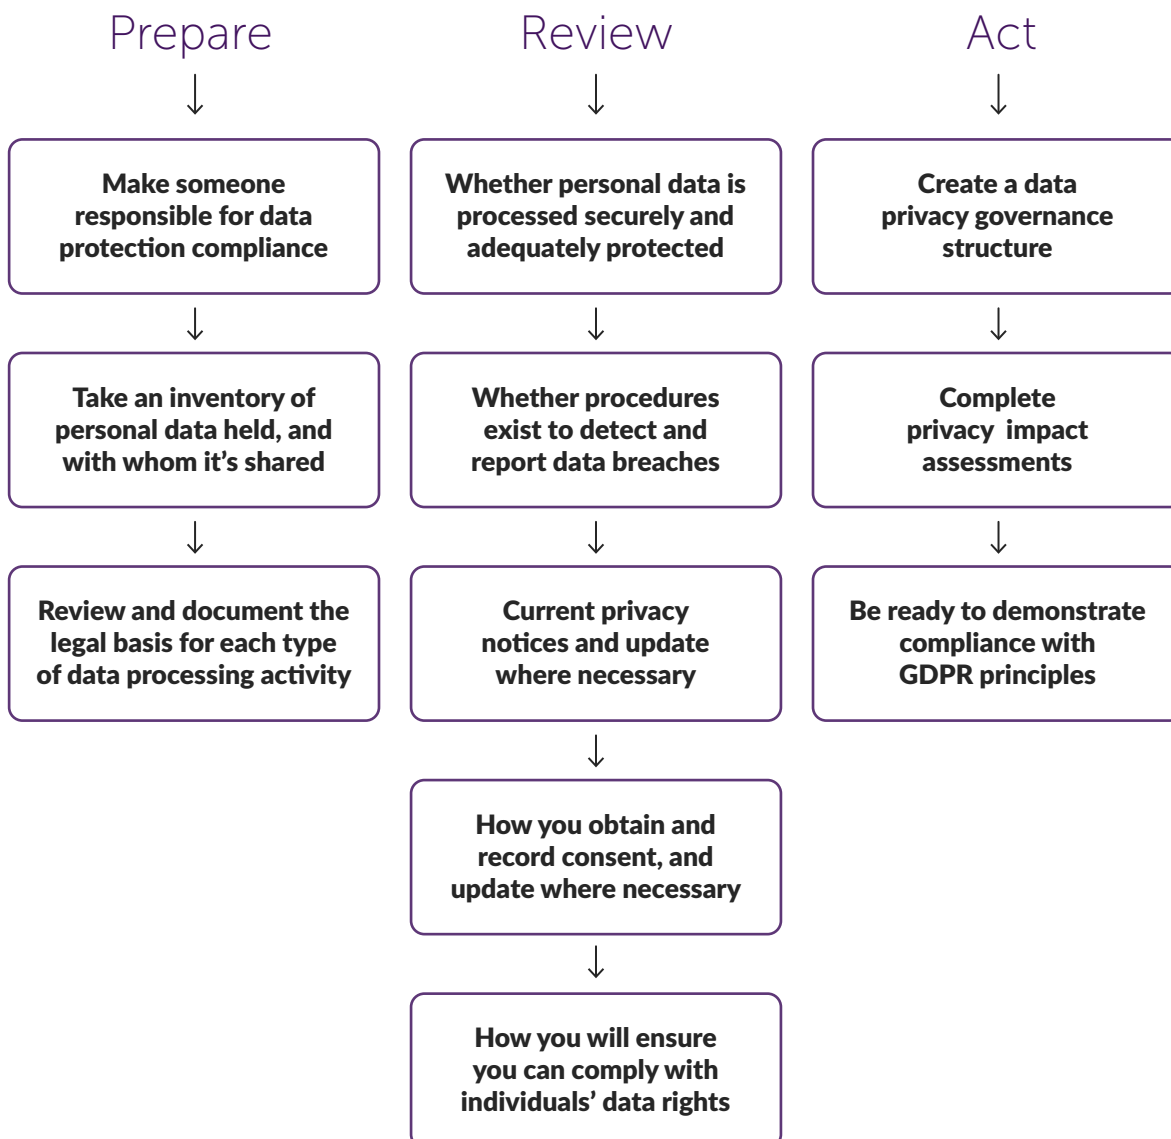 Prepare
Make someone
responsible for data
protection compliance
Take an inventory of
personal data held, and
with whom it's shared
Review and document the
legal basis for each type
of data processing activity
Review
Whether personal data is
processed securely and
adequately protected
Whether procedures
exist to detect and
report data breaches
Current privacy
notices and update
where necessary
How you obtain and
record consent, and
update where necessary
How you will ensure
you can comply with
individuals’ data rights
Act
Create a data
privacy governance
structure
Complete
privacy impact
assessments
Be ready to demonstrate
compliance with
GDPR principles